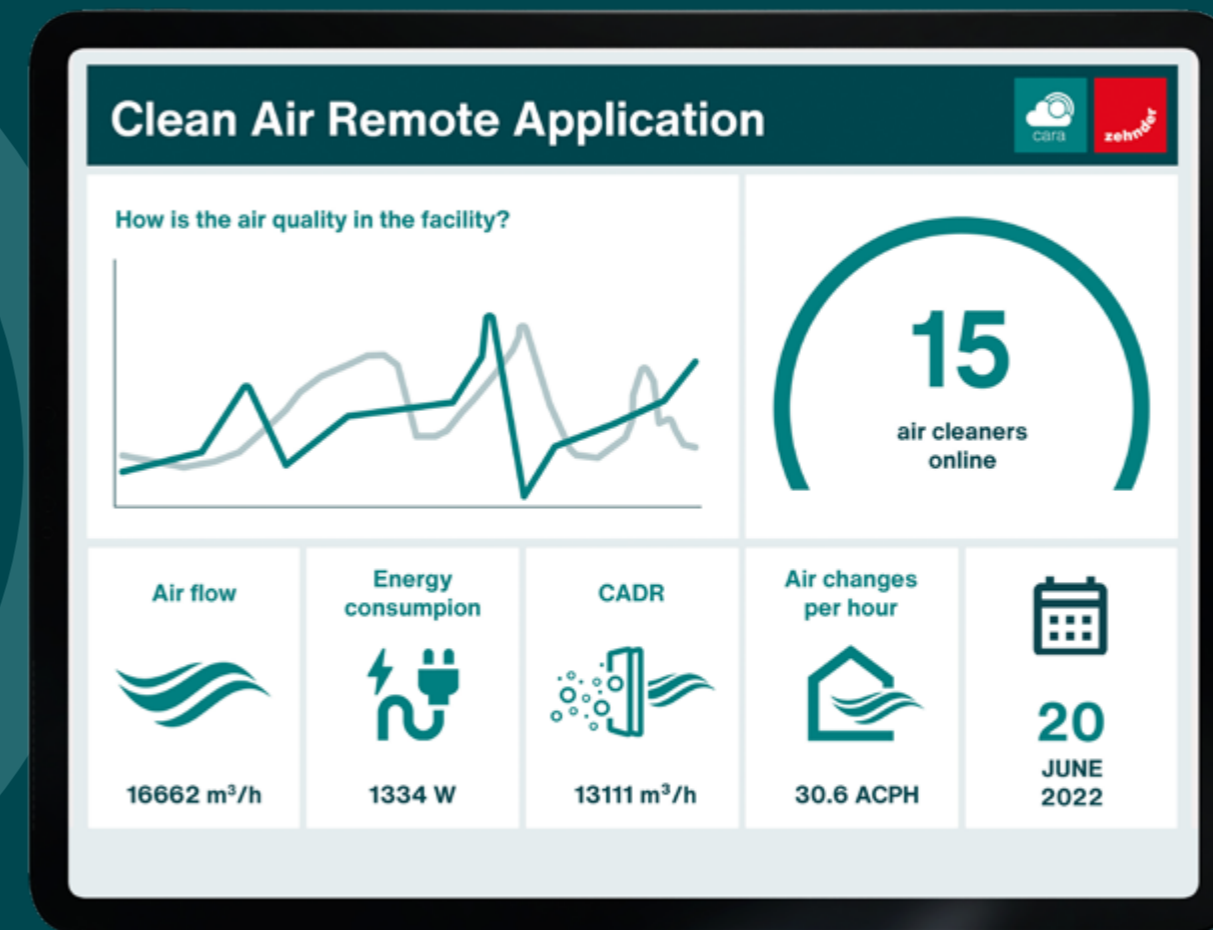 Clean Air Remote Application
cara
zehnder
How is the air quality in the facility?
15
air cleaners
online
Air flow
16662 m³/h
Energy
consumpion
1334 W
CADR
13111 m³/h
Air changes
per hour
30.6 ACPH
20
JUNE
2022